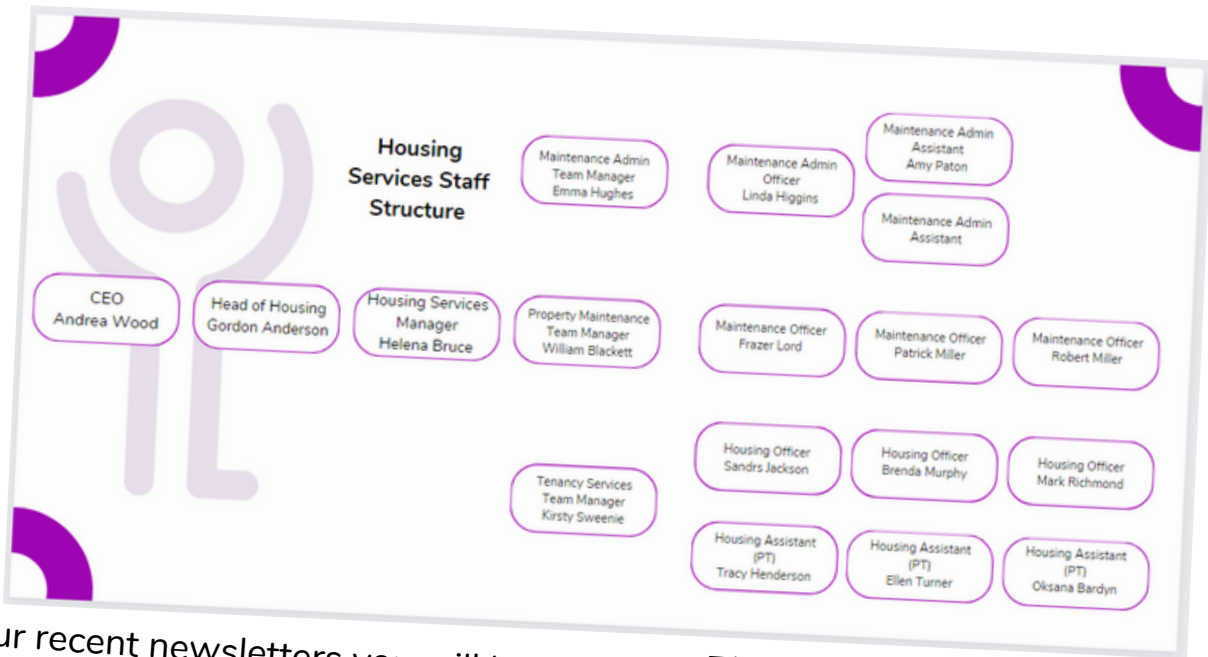 Housing
Services Staff
Structure
Maintenance Admin
Team Manager
Emma Hughes
Maintenance Admin
Officer
Linda Higgins
Maintenance Admin
Assistant
Amy Paton
Maintenance Admin
Assistant
CEO
Andrea Wood
Head of Housing
Gordon Anderson
Housing Services
Manager
Helena Bruce
Property Maintenance
Team Manager
William Blackett
Maintenance Officer
Frazer Lord
Maintenance Officer
Patrick Miller
Maintenance Officer
Robert Miller
Tenancy Services
Team Manager
Kirsty Sweenie
Housing Officer
Sandrs Jackson
Housing Officer
Brenda Murphy
Housing Officer
Mark Richmond
Housing Assistant
(PT)
Tracy Henderson
Housing Assistant
(PT)
Ellen Turner
Housing Assistant
(PT)
Oksana Bardyn
recent newsletters you